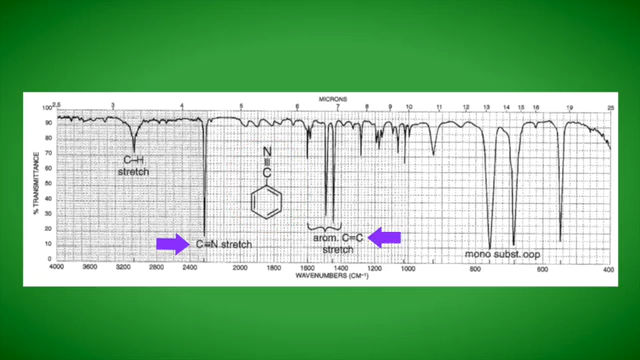 MICRONS
2.5 3 4 5 6 7 8 9 10 11 12 13 14 15 16 19 25
100
90
80
70
60
50
40
30
20
10
0
% TRANSMITTANCE
C–H
stretch
N
C
C≡N stretch
arom. C=C
stretch
mono subst. oop
4000 3600 3200 2800 2400 2000 1800 1600 1400 1200 1000 800 600 400
WAVENUMBERS (CM⁻¹)